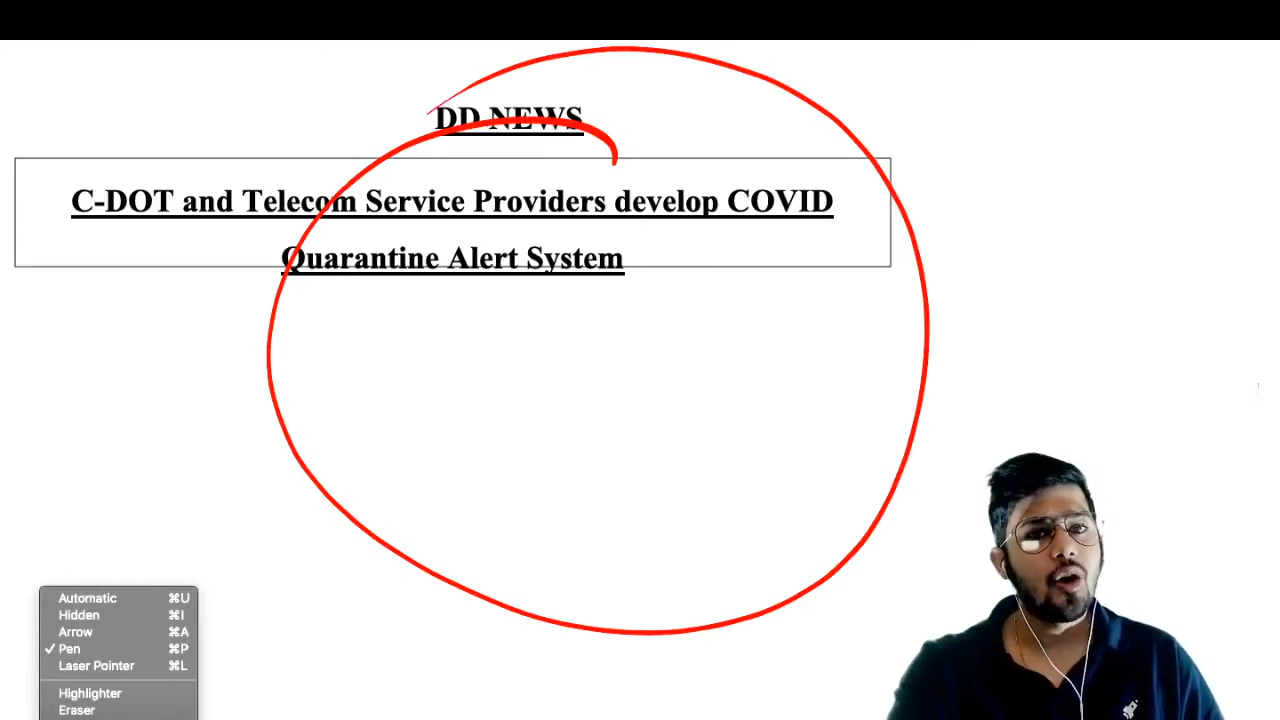 DD NEWS
C-DOT and Telecom Service Providers develop COVID
Quarantine Alert System
Automatic ⌘U
Hidden ⌘I
Arrow ⌘A
✓ Pen ⌘P
Laser Pointer ⌘L
Highlighter
Eraser